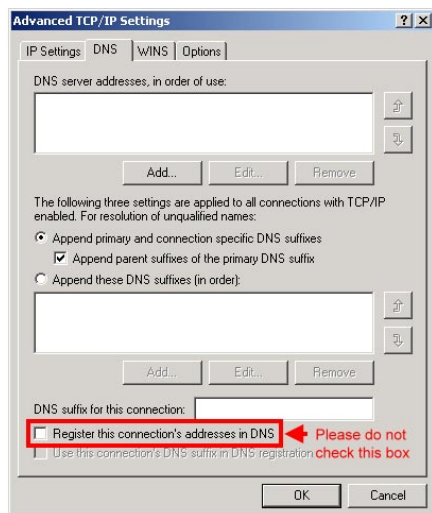 Advanced TCP/IP Settings
IP Settings DNS WINS Options
DNS server addresses, in order of use:
Add... Edit... Remove
The following three settings are applied to all connections with TCP/IP
enabled. For resolution of unqualified names:
Append primary and connection specific DNS suffixes
Append parent suffixes of the primary DNS suffix
Append these DNS suffixes (in order):
Add... Edit... Remove
DNS suffix for this connection:
Register this connection's addresses in DNS
Please do not
Use this connection's DNS suffix in DNS registration
check this box
OK Cancel